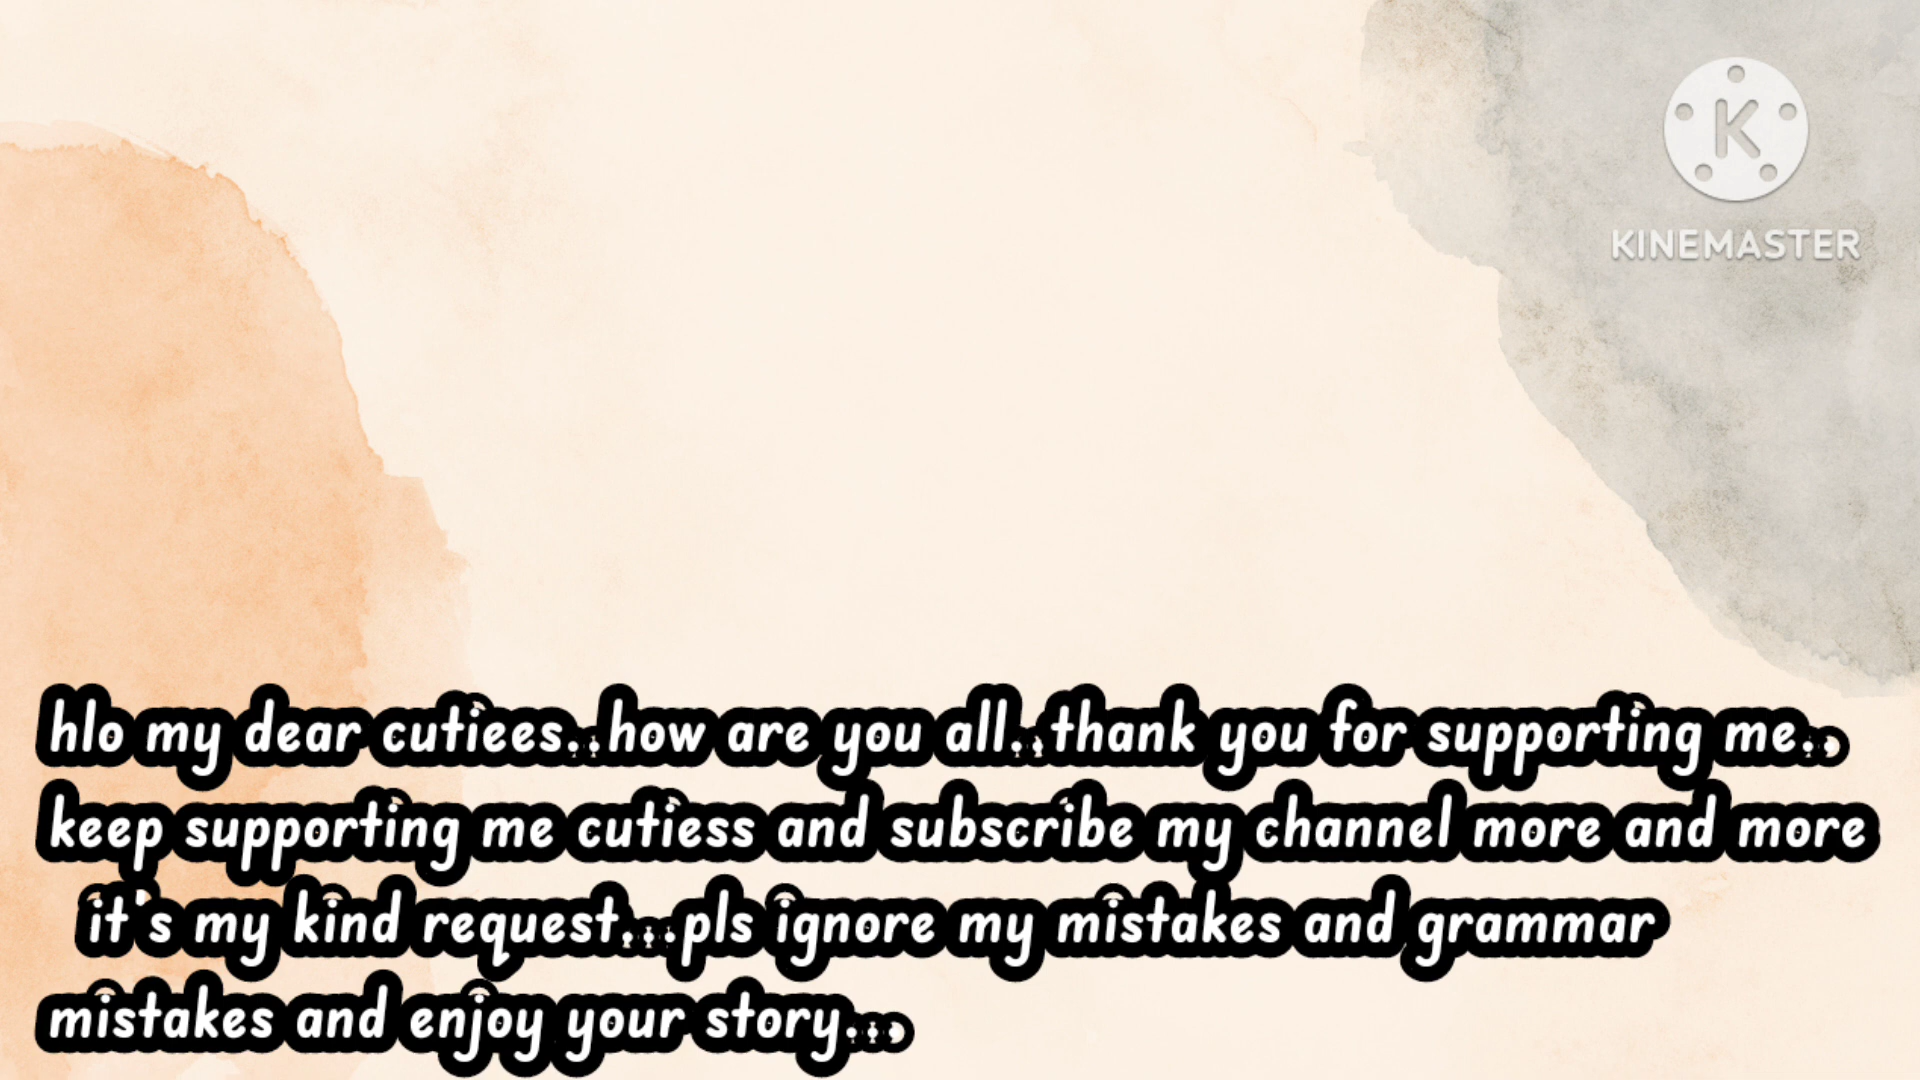 K
KINEMASTER
hlo my dear cutiees..how are you all..thank you for supporting me..
keep supporting me cutiess and subscribe my channel more and more
it's my kind request...pls ignore my mistakes and grammar
mistakes and enjoy your story...